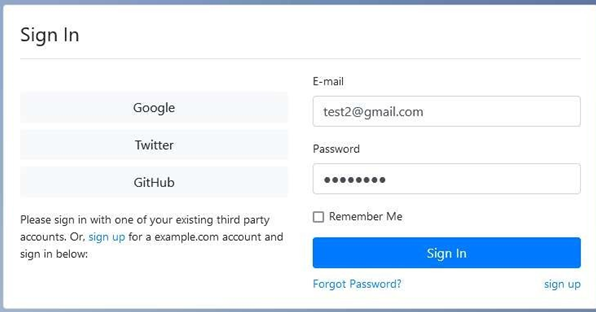 Sign In
Google
Twitter
GitHub
Please sign in with one of your existing third party
accounts. Or, sign up for a example.com account and
sign in below:
E-mail
test2@gmail.com
Password
●●●●●●●●
Remember Me
Sign In
Forgot Password?
sign up